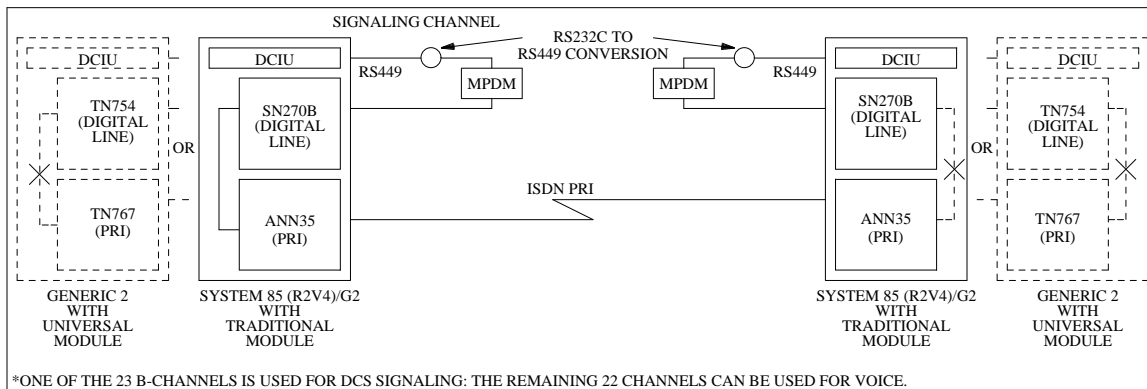 SIGNALING CHANNEL
RS232C TO
RS449 CONVERSION
DCIU
TN754
(DIGITAL
LINE)
TN767
(PRI)
GENERIC 2
WITH
UNIVERSAL
MODULE
OR
DCIU
SN270B
(DIGITAL
LINE)
ANN35
(PRI)
SYSTEM 85 (R2V4)/G2
WITH
TRADITIONAL
MODULE
RS449
MPDM
ISDN PRI
MPDM
RS449
DCIU
SN270B
(DIGITAL
LINE)
ANN35
(PRI)
SYSTEM 85 (R2V4)/G2
WITH
TRADITIONAL
MODULE
OR
DCIU
TN754
(DIGITAL
LINE)
TN767
(PRI)
GENERIC 2
WITH
UNIVERSAL
MODULE
*ONE OF THE 23 B-CHANNELS IS USED FOR DCS SIGNALING: THE REMAINING 22 CHANNELS CAN BE USED FOR VOICE.